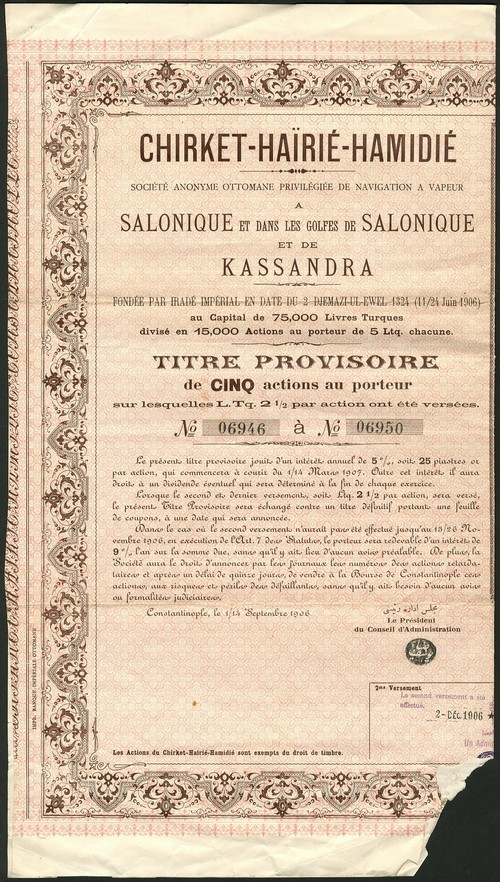 CHIRKET-HAÏRIÉ-HAMIDIÉ
SOCIÉTÉ ANONYME OTTOMANE PRIVILÉGIÉE DE NAVIGATION A VAPEUR
A
SALONIQUE ET DANS LES GOLFES DE SALONIQUE
ET DE
KASSANDRA
FONDÉE PAR IRADÉ IMPÉRIAL EN DATE DU 2 DJEMAZI-UL-EWEL 1324 (11/24 Juin 1906)
au Capital de 75,000 Livres Turques
divisé en 15,000 Actions au porteur de 5 Ltq. chacune.
TITRE PROVISOIRE
de CINQ actions au porteur
sur lesquelles L.Tq. 2 1/2 par action ont été versées.
No 06946 à No 06950
Le présent titre provisoire jouit d'un intérêt annuel de 5 %, soit 25 piastres or
par action, qui commencera à courir du 1/14 Mars 1907. Outre cet intérêt il aura
droit à un dividende éventuel qui sera déterminé à la fin de chaque exercice.
Lorsque le second et dernier versement, soit Ltq. 2 1/2 par action, sera versé,
le présent Titre Provisoire sera échangé contre un titre définitif portant une feuille
de coupons, à une date qui sera annoncée.
Dans le cas où le second versement n'aurait pas été effectué jusqu'au 13/26 No-
vembre 1906, en exécution de l'Art. 7 des Statuts, le porteur sera redevable d'un intérêt de
9 % l'an sur la somme due, sans qu'il y ait lieu d'aucun avis préalable. De plus, la
Société aura le droit d'annoncer par les journaux les numéros des actions retarda-
taires et après un délai de quinze jours, de vendre à la Bourse de Constantinople ces
actions, aux risques et périls des défaillants, sans qu'il y ait besoin d'aucun avis
ou formalités judiciaires.
Constantinople, le 1/14 Septembre 1906.
مجلس اداره رئیسی
Le Président
du Conseil d'Administration
2me Versement
Le second versement a été
effectué.
2-Déc 1906
Un Admi
Les Actions du Chirket-Hairié-Hamidié sont exempts du droit de timbre.
IMPR. BANQUE IMPÉRIALE OTTOMANE